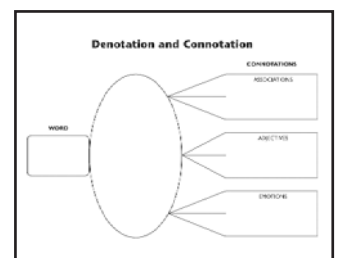 Denotation and Connotation
CONNOTATIONS
ASSOCIATIONS
WORD
ADJECTIVES
EMOTIONS